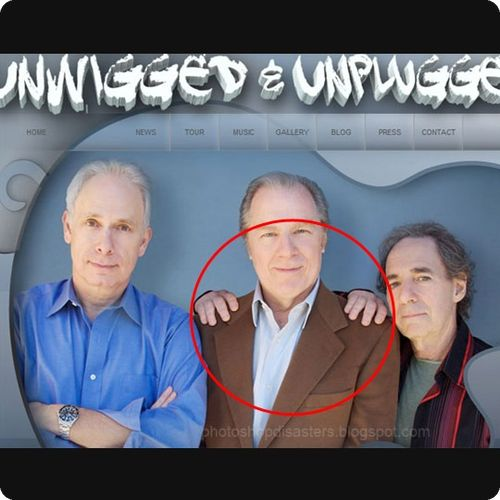 UNWIGGED & UNPLUGGE
HOME NEWS TOUR MUSIC GALLERY BLOG PRESS CONTACT
photoshopdisasters.blogspot.com